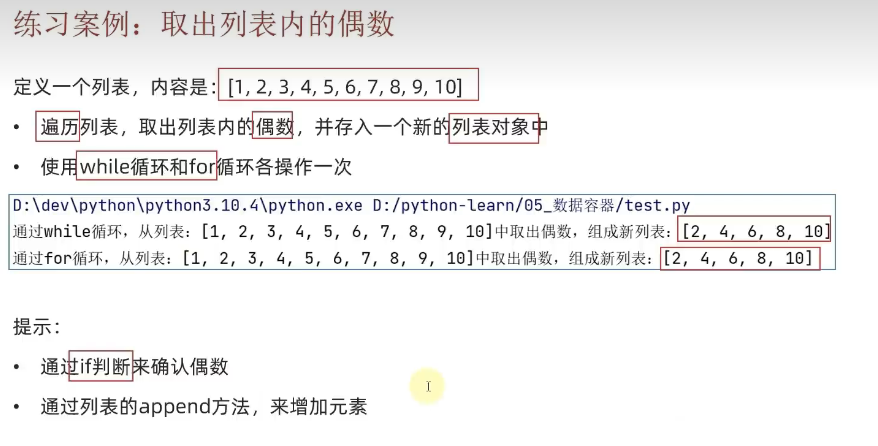 练习案例：取出列表内的偶数
定义一个列表，内容是：[1, 2, 3, 4, 5, 6, 7, 8, 9, 10]
• 遍历列表，取出列表内的偶数，并存入一个新的列表对象中
• 使用while循环和for循环各操作一次
D:\dev\python\python3.10.4\python.exe D:/python-learn/05_数据容器/test.py
通过while循环，从列表：[1, 2, 3, 4, 5, 6, 7, 8, 9, 10]中取出偶数，组成新列表：[2, 4, 6, 8, 10]
通过for循环，从列表：[1, 2, 3, 4, 5, 6, 7, 8, 9, 10]中取出偶数，组成新列表：[2, 4, 6, 8, 10]
提示：
• 通过if判断来确认偶数
• 通过列表的append方法，来增加元素